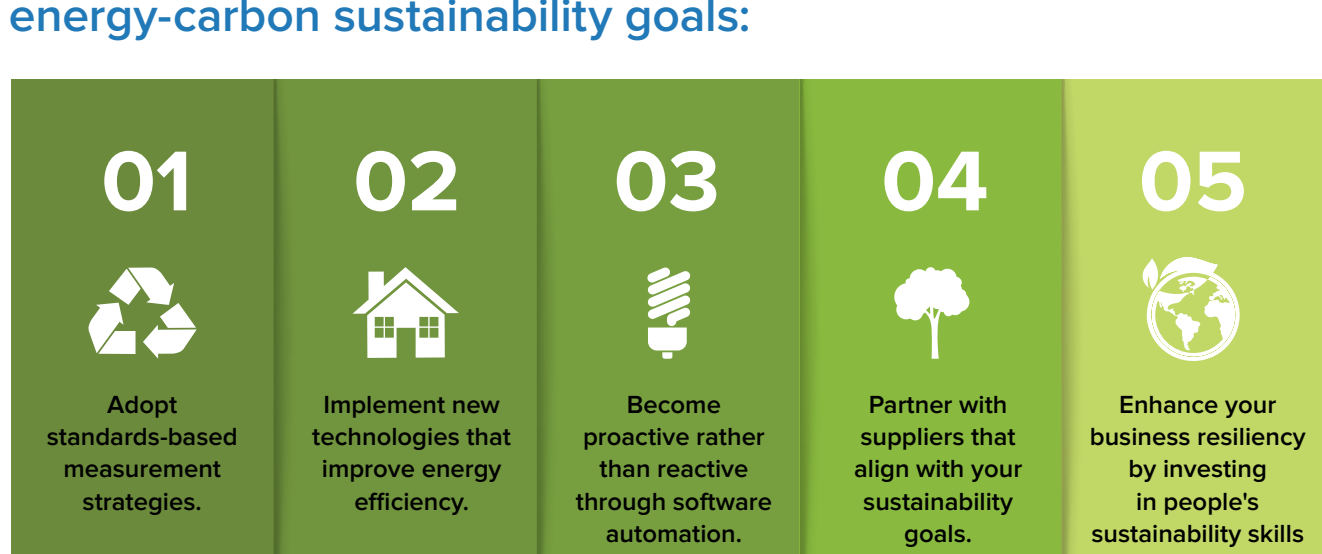 energy-carbon sustainability goals:
01
Adopt
standards-based
measurement
strategies.
02
Implement new
technologies that
improve energy
efficiency.
03
Become
proactive rather
than reactive
through software
automation.
04
Partner with
suppliers that
align with your
sustainability
goals.
05
Enhance your
business resiliency
by investing
in people's
sustainability skills